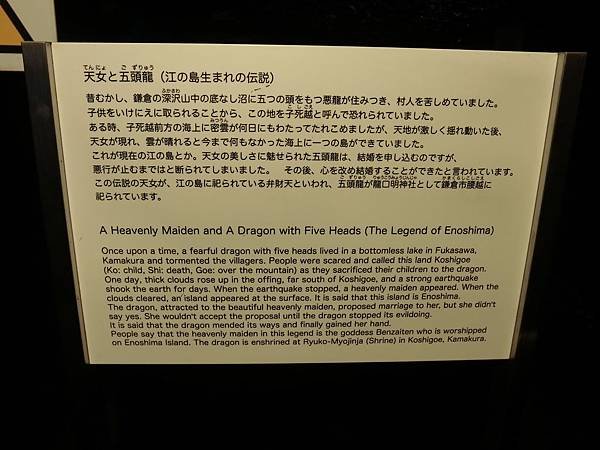 天女と五頭龍（江の島生まれの伝説）
昔むかし、鎌倉の深沢山中の底なし沼に五つの頭をもつ悪龍が住みつき、村人を苦しめていました。
子供をいけにえに取られることから、この地を子死越と呼んで恐れられていました。
ある時、子死越前方の海上に密雲が何日にもわたってたれこめましたが、天地が激しく揺れ動いた後、
天女が現れ、雲が晴れると今まで何もなかった海上に一つの島ができていました。
これが現在の江の島とか。天女の美しさに魅せられた五頭龍は、結婚を申し込むのですが、
悪行が止むまではと断られてしまいました。 その後、心を改め結婚することができたと言われています。
この伝説の天女が、江の島に祀られている弁財天といわれ、五頭龍が龍口明神社として鎌倉市腰越に
祀られています。
A Heavenly Maiden and A Dragon with Five Heads (The Legend of Enoshima)
Once upon a time, a fearful dragon with five heads lived in a bottomless lake in Fukasawa,
Kamakura and tormented the villagers. People were scared and called this land Koshigoe
(Ko: child, Shi: death, Goe: over the mountain) as they sacrificed their children to the dragon.
One day, thick clouds rose up in the offing, far south of Koshigoe, and a strong earthquake
shook the earth for days. When the earthquake stopped, a heavenly maiden appeared. When the
clouds cleared, an island appeared at the surface. It is said that this island is Enoshima.
The dragon, attracted to the beautiful heavenly maiden, proposed marriage to her, but she didn't
say yes. She wouldn't accept the proposal until the dragon stopped its evildoing.
It is said that the dragon mended its ways and finally gained her hand.
People say that the heavenly maiden in this legend is the goddess Benzaiten who is worshipped
on Enoshima Island. The dragon is enshrined at Ryuko-Myojinja (Shrine) in Koshigoe, Kamakura.